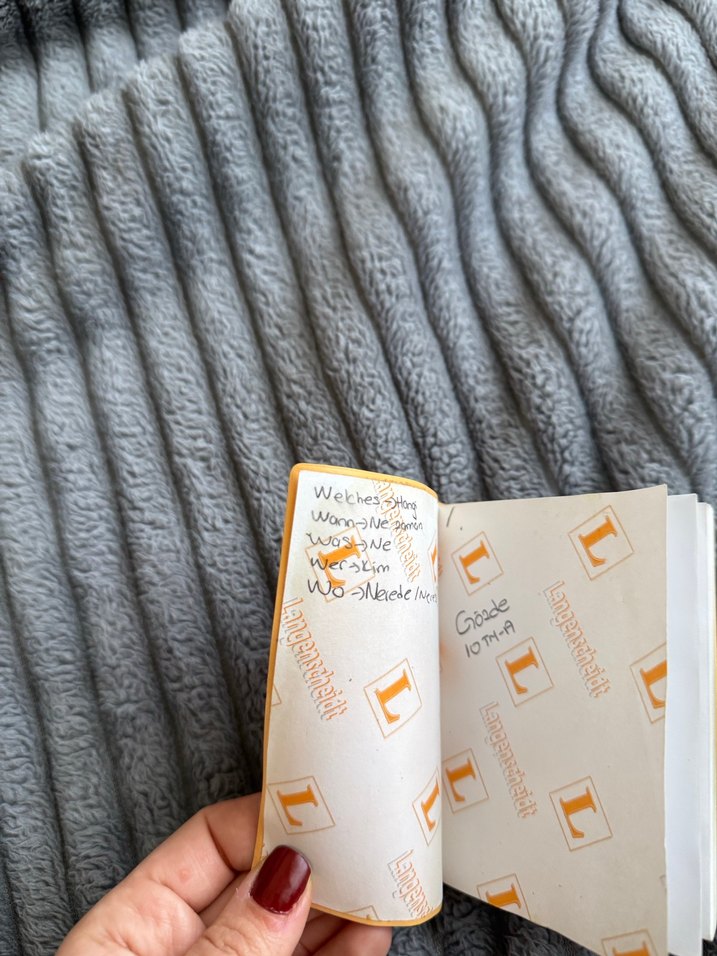 Welches → Hangi
Wann → Ne zaman
Was → Ne
Wer → Kim
Wo → Nerede /
Langenscheidt
L
L
L
L
Langenscheidt
Langenscheidt
L
L
Gözde
10 TM-A
L
Langenscheidt
L
Langenscheidt
L
L
L
L